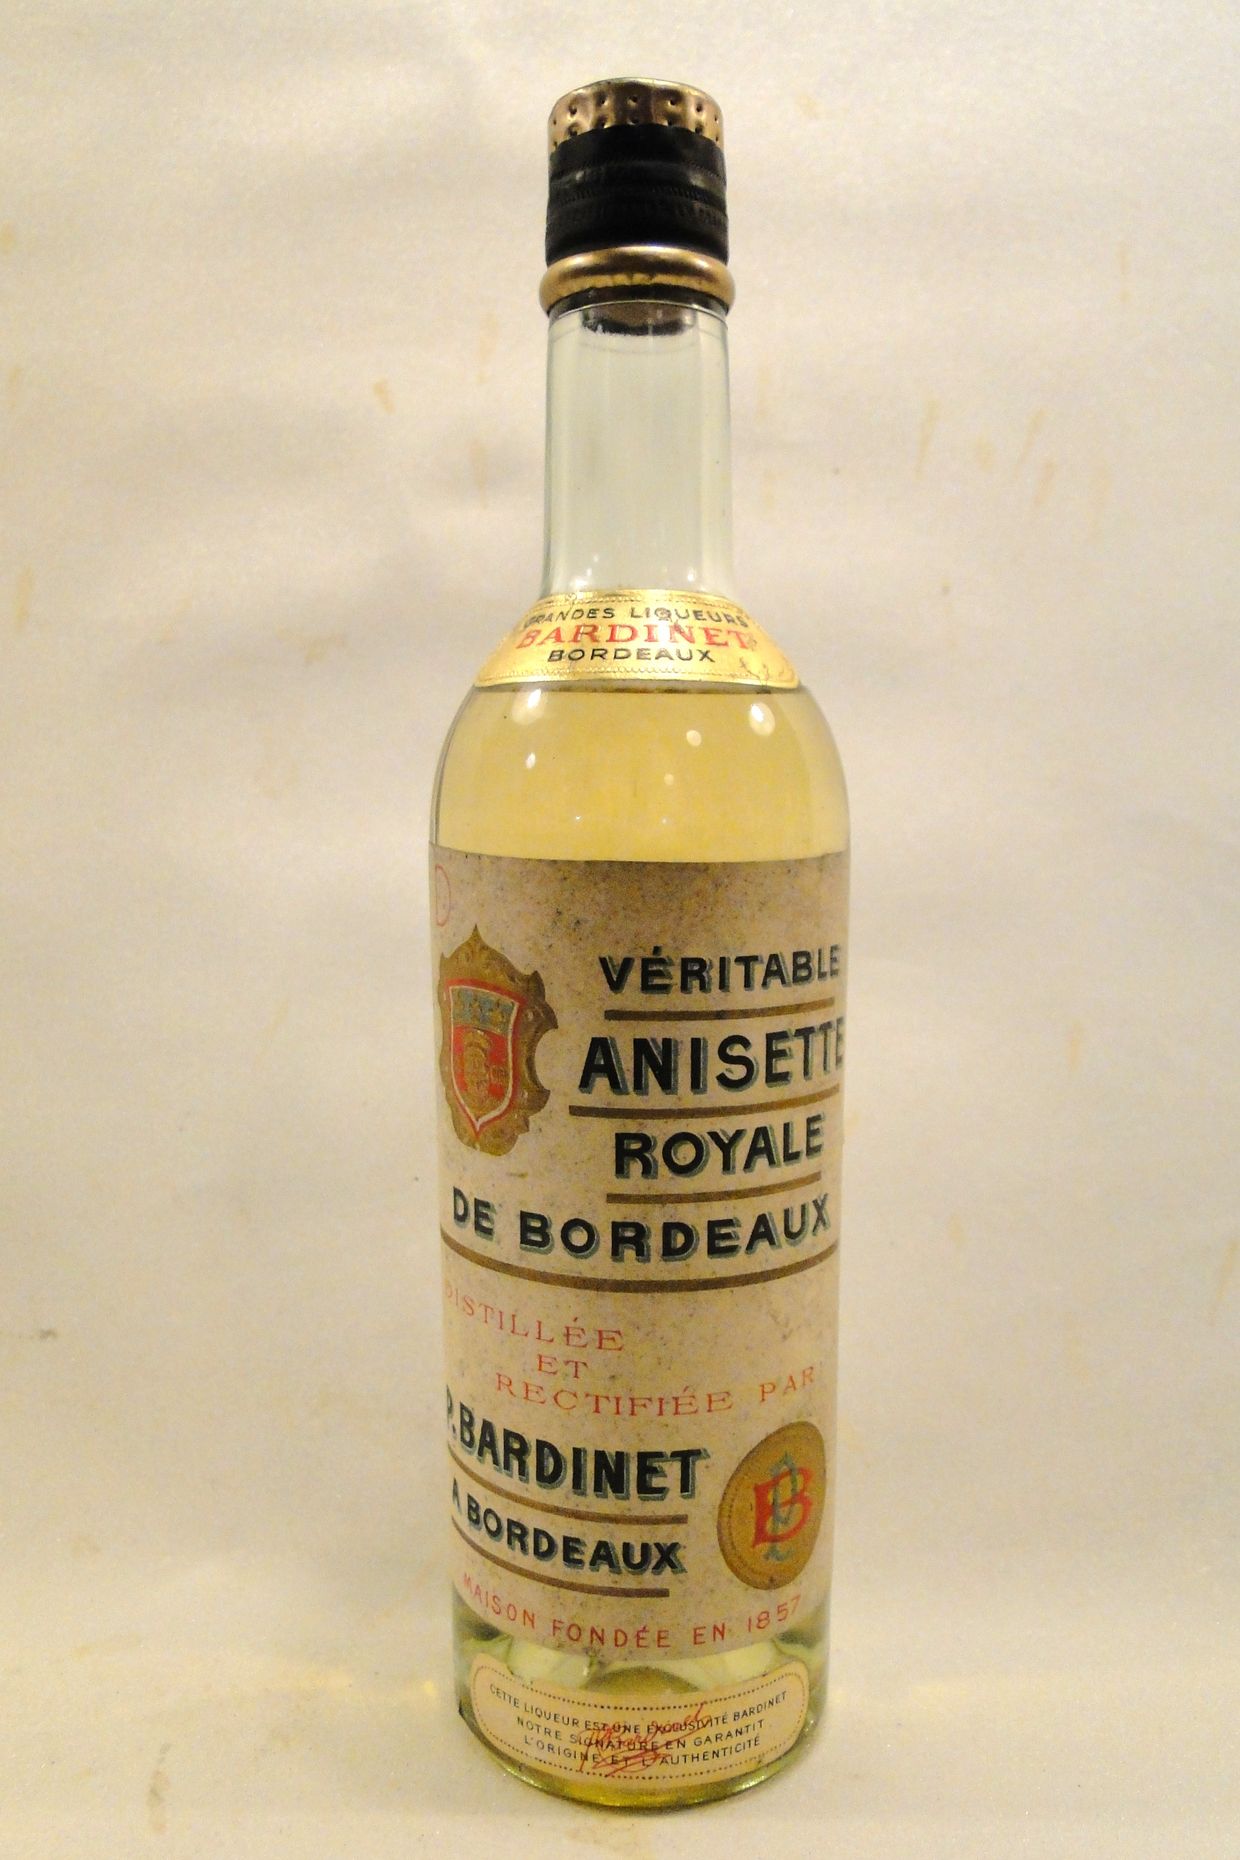 GRANDES LIQUEURS
BARDINET
BORDEAUX
VÉRITABLE
ANISETTE
ROYALE
DE BORDEAUX
DISTILLÉE
ET
RECTIFIÉE PAR
P. BARDINET
A BORDEAUX
MAISON FONDÉE EN 1857
CETTE LIQUEUR EST UNE EXCLUSIVITÉ BARDINET
NOTRE SIGNATURE EN GARANTIT
L'ORIGINE ET L'AUTHENTICITÉ